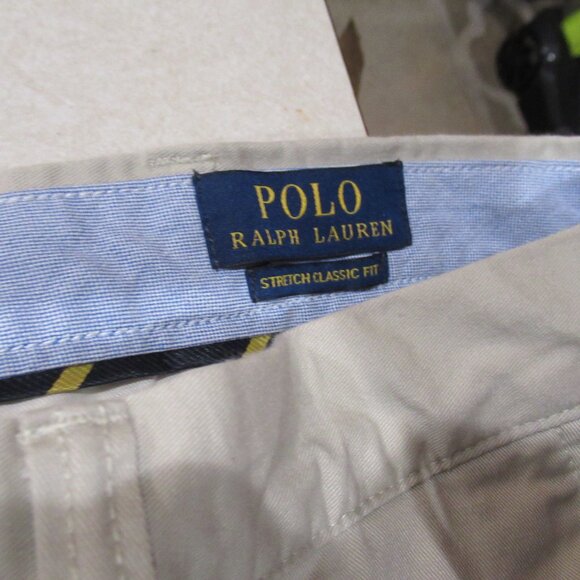 POLO
RALPH LAUREN
STRETCH CLASSIC FIT